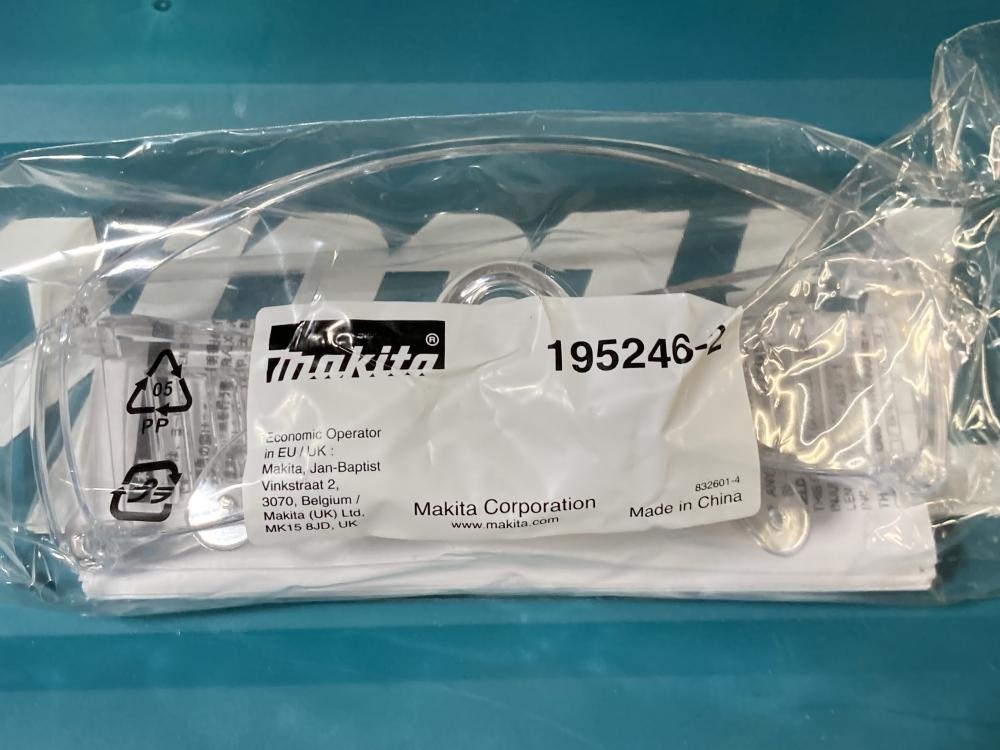 makita®
195246-2
05
PP
Economic Operator
in EU / UK :
Makita, Jan-Baptist
Vinkstraat 2,
3070, Belgium /
Makita (UK) Ltd.
MK15 8JD, UK
Makita Corporation
www.makita.com
832601-4
Made in China